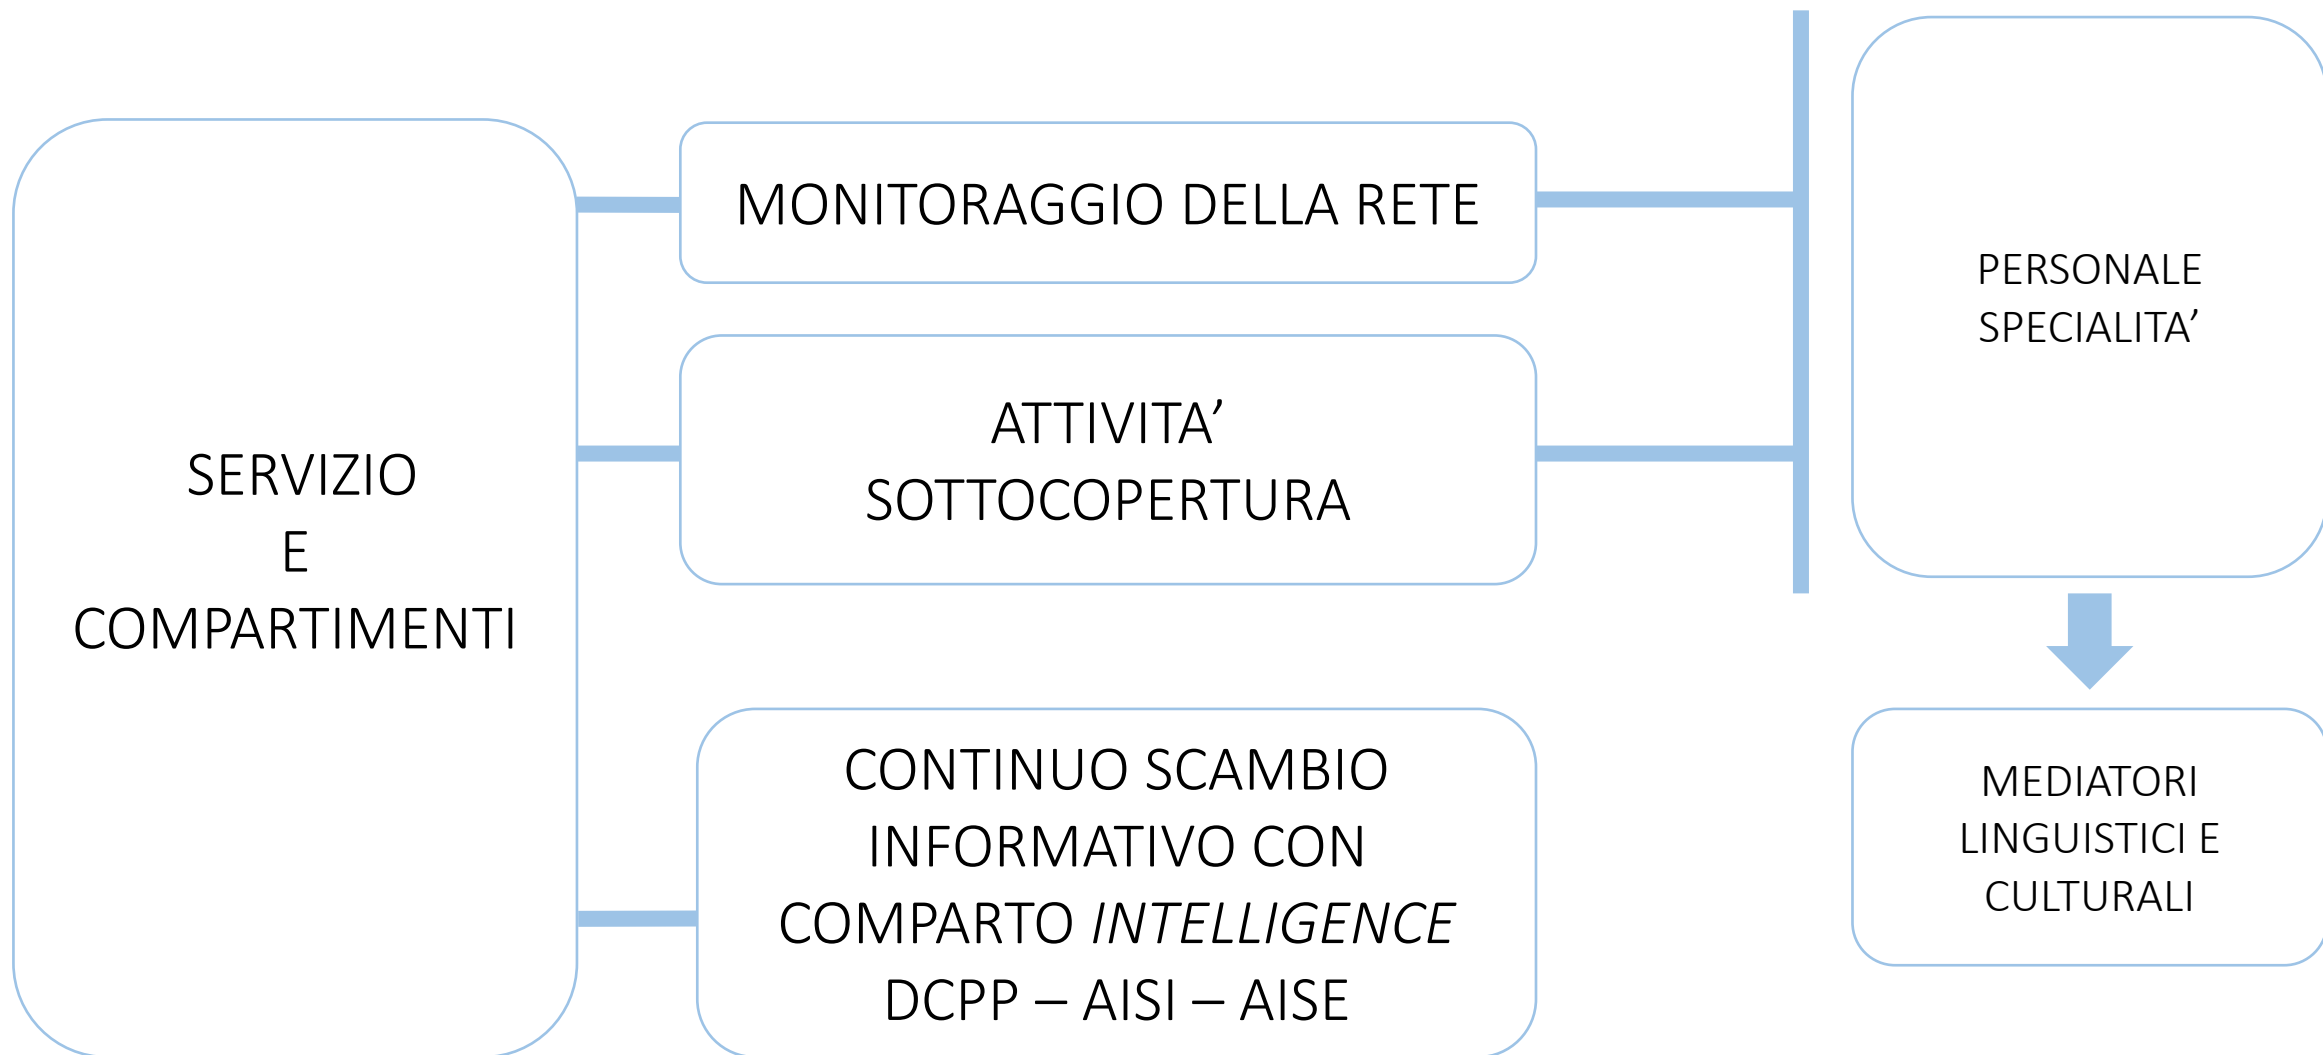 SERVIZIO
E
COMPARTIMENTI
MONITORAGGIO DELLA RETE
ATTIVITA’
SOTTOCOPERTURA
CONTINUO SCAMBIO
INFORMATIVO CON
COMPARTO INTELLIGENCE
DCPP – AISI – AISE
PERSONALE
SPECIALITA’
MEDIATORI
LINGUISTICI E
CULTURALI